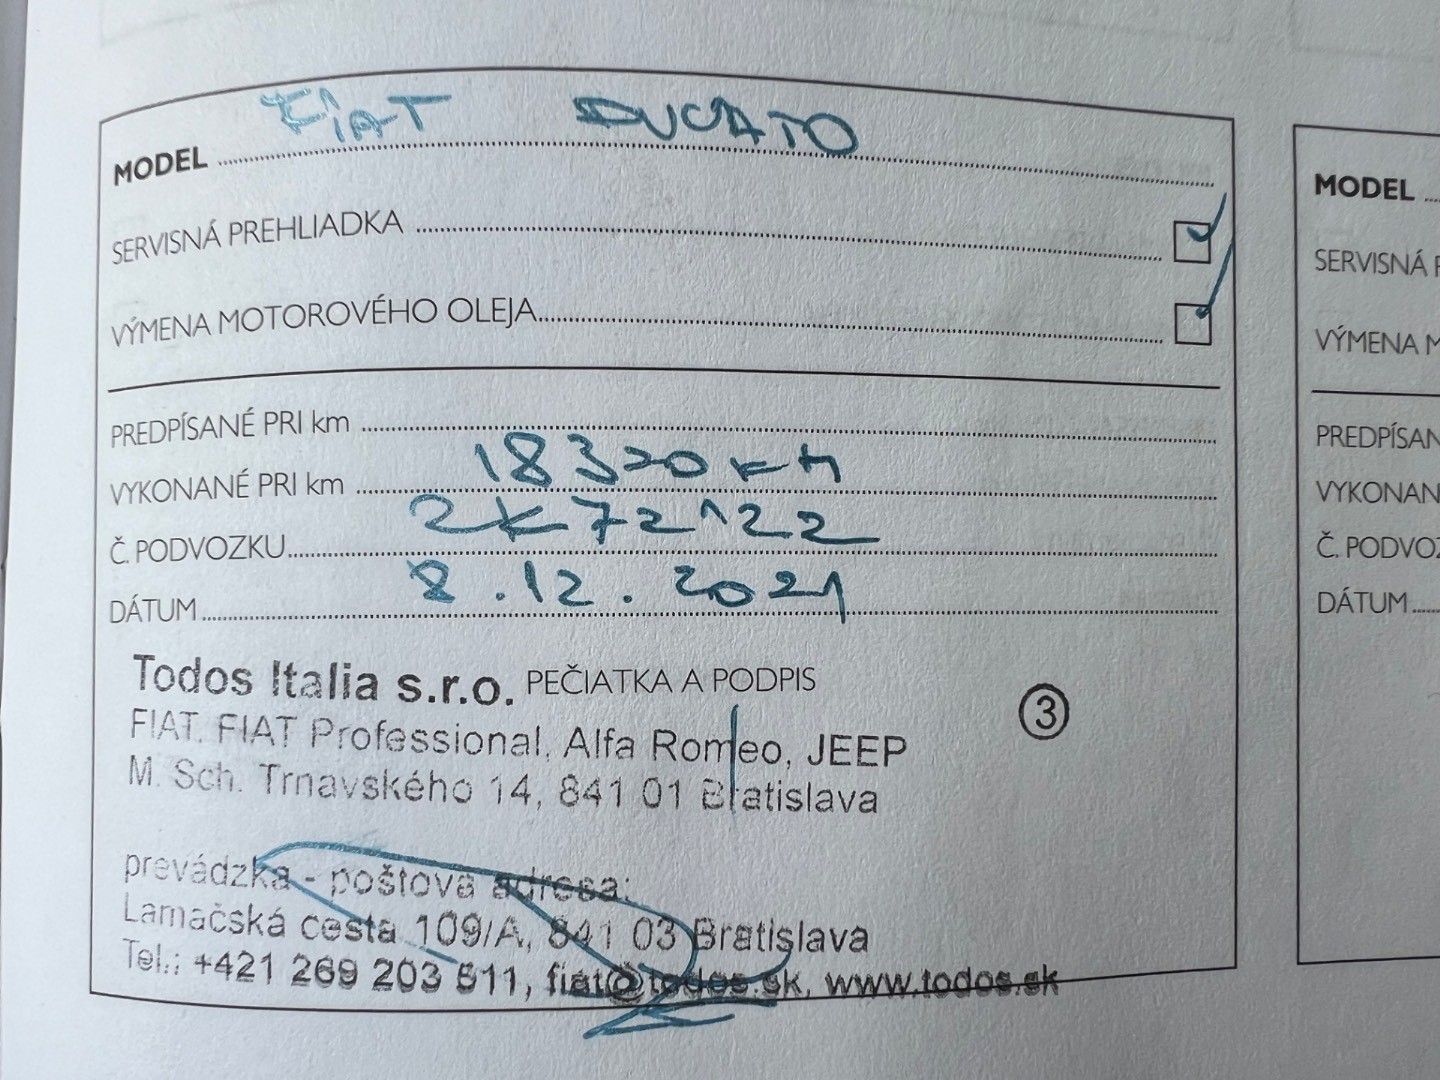 MODEL FIAT DUCATO
SERVISNÁ PREHLIADKA
VÝMENA MOTOROVÉHO OLEJA
PREDPÍSANÉ PRI km
VYKONANÉ PRI km 18320 km
Č. PODVOZKU 2K72122
DÁTUM 8.12.2021
Todos Italia s.r.o. PEČIATKA A PODPIS
3
FIAT, FIAT Professional, Alfa Romeo, JEEP
M. Sch. Trnavského 14, 841 01 Bratislava
prevádzka - poštová adresa:
Lamačská cesta 109/A, 841 03 Bratislava
Tel.: +421 269 203 511, fiat@todos.sk, www.todos.sk
MODEL
SERVISNÁ
VÝMENA
PREDPÍSAN
VYKONAN
Č. PODVOZ
DÁTUM